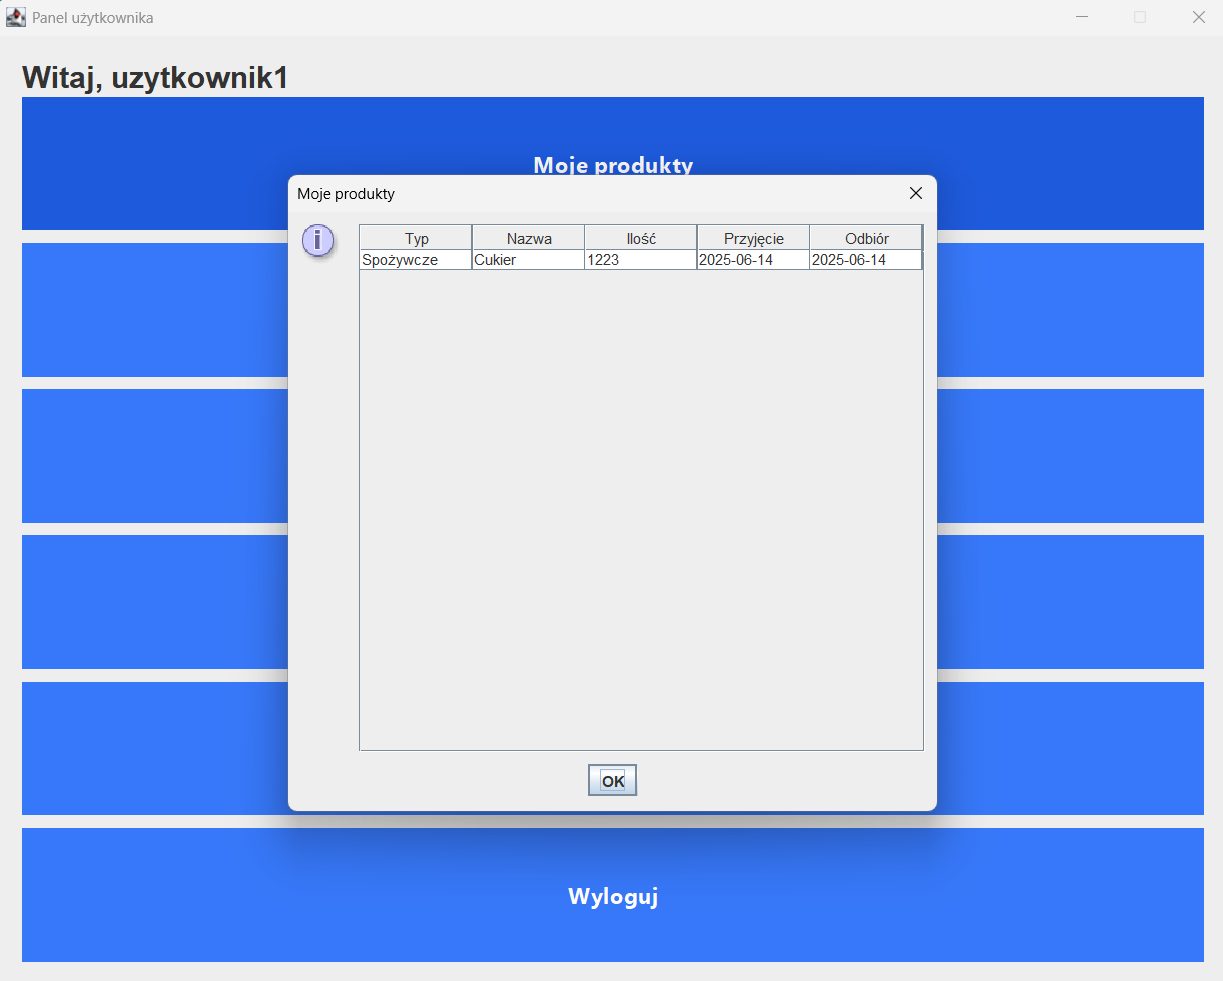 Panel użytkownika
Witaj, uzytkownik1
Moje produkty
Moje produkty
Typ Nazwa Ilość Przyjęcie Odbiór
Spożywcze Cukier 1223 2025-06-14 2025-06-14
OK
Wyloguj